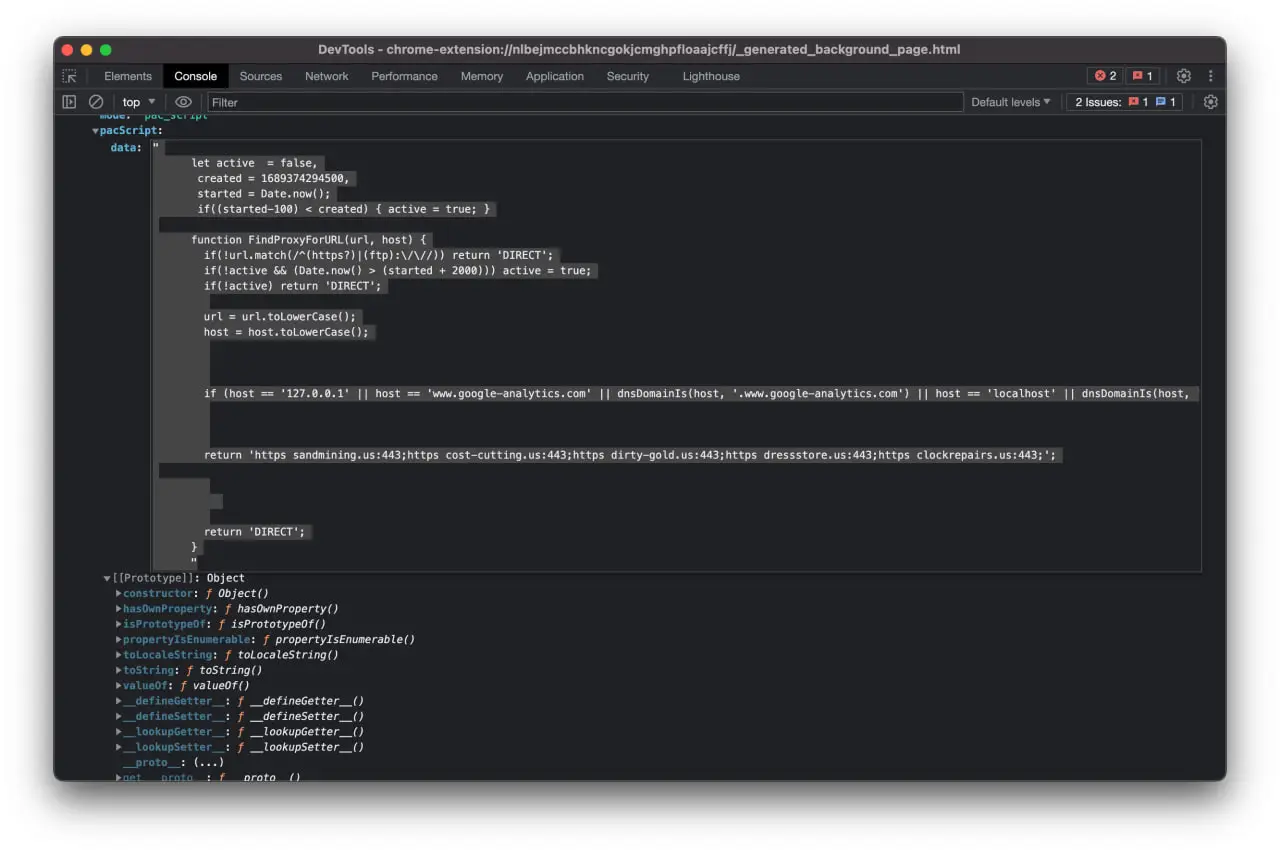 DevTools - chrome-extension://nlbejmccbhkncgokjcmghpfloaajcffj/_generated_background_page.html
Elements Console Sources Network Performance Memory Application Security Lighthouse 2 1
top Filter Default levels 2 Issues: 1 1
mode: "pac_script"
pacScript:
data: "
let active  = false,
created = 1689374294500,
started = Date.now();
if((started-100) < created) { active = true; }
function FindProxyForURL(url, host) {
if(!url.match(/^(https?)|(ftp):\/\//)) return 'DIRECT';
if(!active && (Date.now() > (started + 2000))) active = true;
if(!active) return 'DIRECT';
url = url.toLowerCase();
host = host.toLowerCase();
if (host == '127.0.0.1' || host == 'www.google-analytics.com' || dnsDomainIs(host, '.www.google-analytics.com') || host == 'localhost' || dnsDomainIs(host,
return 'https sandmining.us:443;https cost-cutting.us:443;https dirty-gold.us:443;https dressstore.us:443;https clockrepairs.us:443;';
return 'DIRECT';
}
"
[[Prototype]]: Object
constructor: ƒ Object()
hasOwnProperty: ƒ hasOwnProperty()
isPrototypeOf: ƒ isPrototypeOf()
propertyIsEnumerable: ƒ propertyIsEnumerable()
toLocaleString: ƒ toLocaleString()
toString: ƒ toString()
valueOf: ƒ valueOf()
__defineGetter__: ƒ __defineGetter__()
__defineSetter__: ƒ __defineSetter__()
__lookupGetter__: ƒ __lookupGetter__()
__lookupSetter__: ƒ __lookupSetter__()
__proto__: (...)
get __proto__: ƒ __proto__()